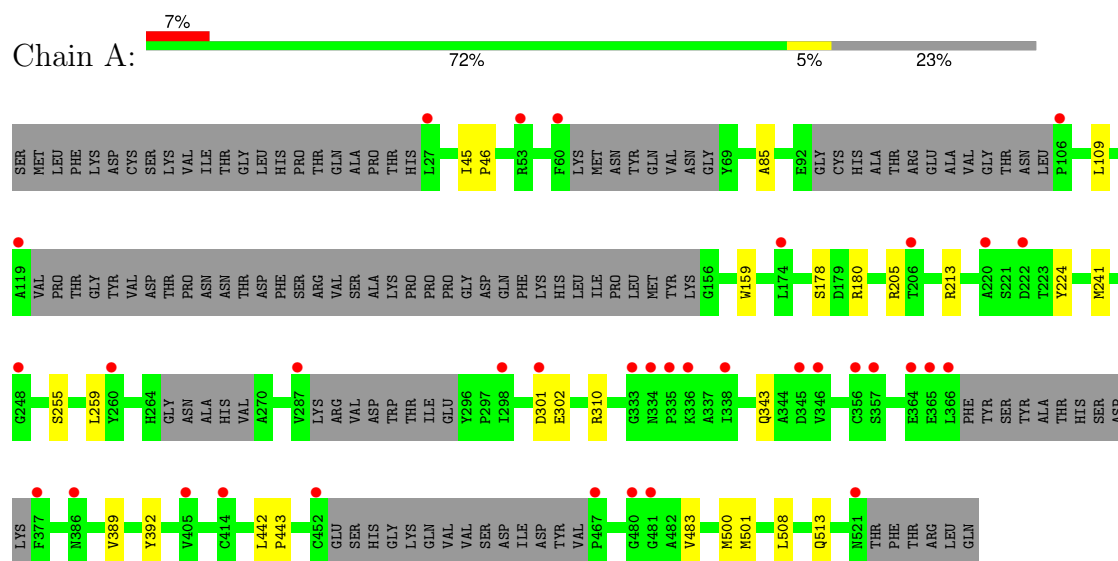 7%
Chain A:
72% 5% 23%
SER MET LEU PHE LYS ASP CYS SER LYS VAL ILE THR GLY LEU HIS PRO THR GLN ALA PRO THR HIS L27 R53 I45 P46 F60 LYS MET ASN TYR GLN VAL ASN GLY Y69 A85 E92 GLY CYS HIS ALA THR ARG GLU ALA VAL GLY THR ASN LEU P106 L109
A119 VAL PRO THR GLY TYR VAL ASP THR PRO ASN ASN THR ASP PHE SER ARG VAL SER ALA LYS PRO PRO PRO GLY ASP GLN PHE LYS HIS LEU ILE PRO LEU MET TYR LYS G156 W159 L174 S178 D179 R180 R205 T206 R213 A220 S221 D222 T223 Y224 M241
G248 S255 L259 Y260 H264 GLY ASN ALA HIS VAL A270 V287 LYS ARG VAL ASP TRP THR ILE GLU Y296 P297 I298 D301 E302 R310 G333 N334 P335 K336 A337 I338 Q343 A344 D345 V346 C356 S357 E364 E365 L366 PHE TYR SER TYR ALA THR HIS SER ASP
LYS F377 N386 V389 Y392 V405 C414 L442 P443 C452 GLU SER HIS GLY LYS GLN VAL VAL SER ASP ILE ASP TYR VAL P467 G480 G481 A482 V483 M500 M501 L508 Q513 N521 THR PHE THR ARG LEU GLN